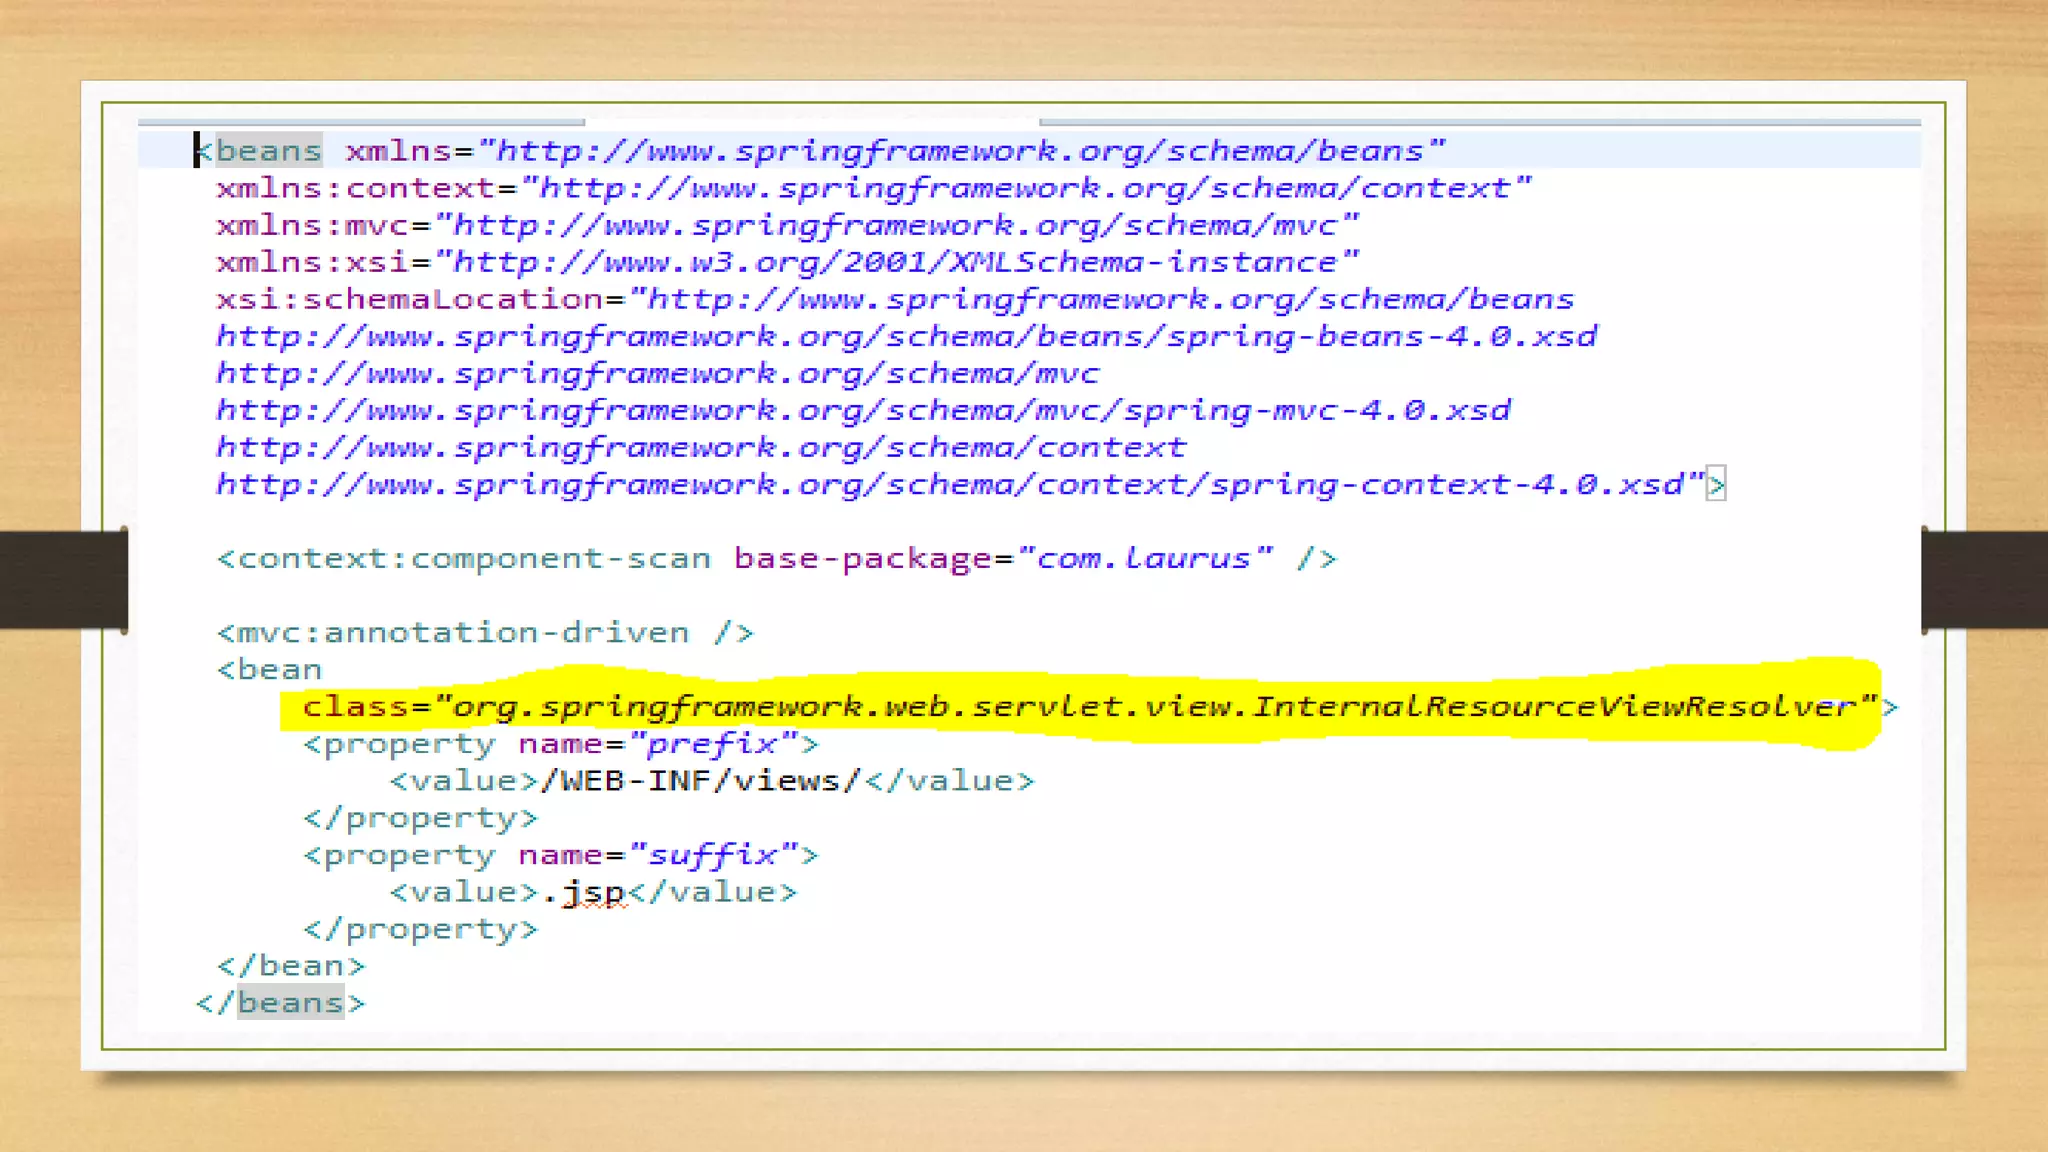 <beans xmlns="http://www.springframework.org/schema/beans"
xmlns:context="http://www.springframework.org/schema/context"
xmlns:mvc="http://www.springframework.org/schema/mvc"
xmlns:xsi="http://www.w3.org/2001/XMLSchema-instance"
xsi:schemaLocation="http://www.springframework.org/schema/beans
http://www.springframework.org/schema/beans/spring-beans-4.0.xsd
http://www.springframework.org/schema/mvc
http://www.springframework.org/schema/mvc/spring-mvc-4.0.xsd
http://www.springframework.org/schema/context
http://www.springframework.org/schema/context/spring-context-4.0.xsd">
<context:component-scan base-package="com.laurus" />
<mvc:annotation-driven />
<bean
class="org.springframework.web.servlet.view.InternalResourceViewResolver">
<property name="prefix">
<value>/WEB-INF/views/</value>
</property>
<property name="suffix">
<value>.jsp</value>
</property>
</bean>
</beans>